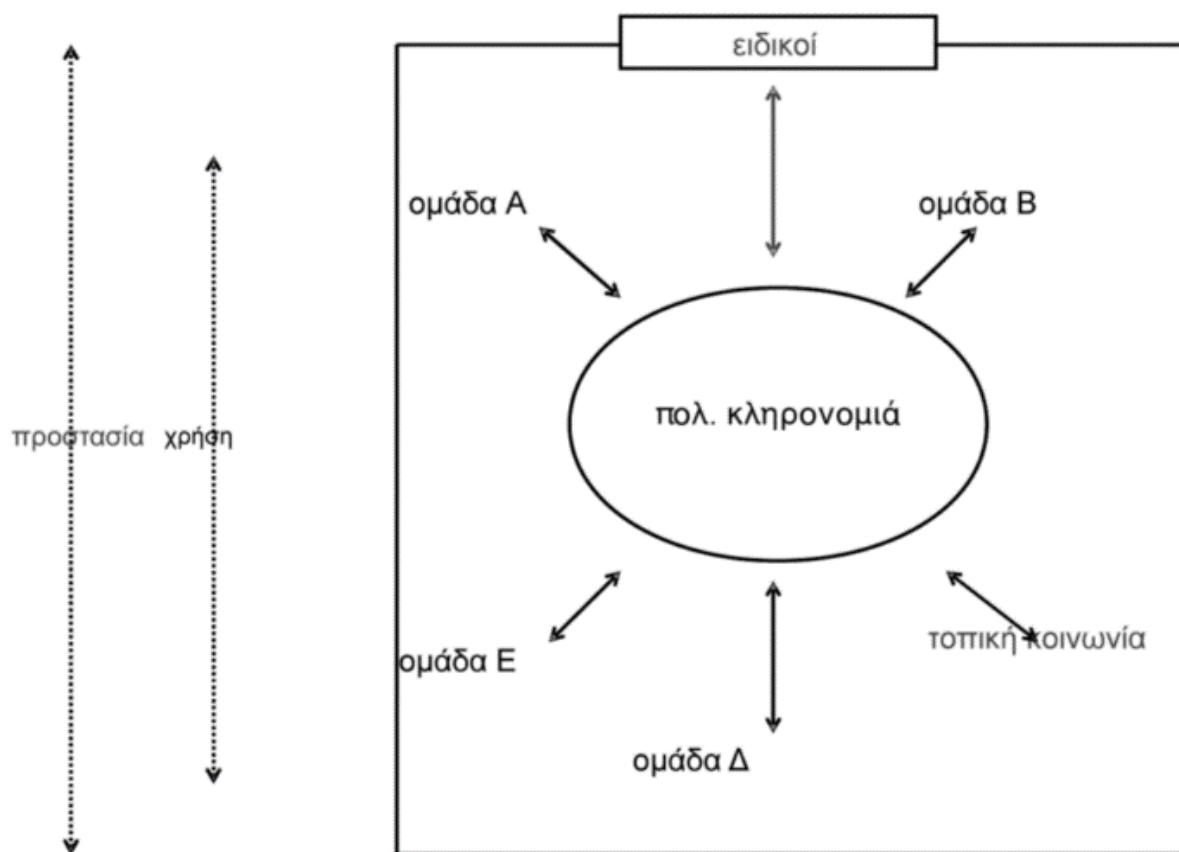 ειδικοί
ομάδα Α
ομάδα Β
πολ. κληρονομιά
προστασία
χρήση
τοπική κοινωνία
ομάδα Ε
ομάδα Δ